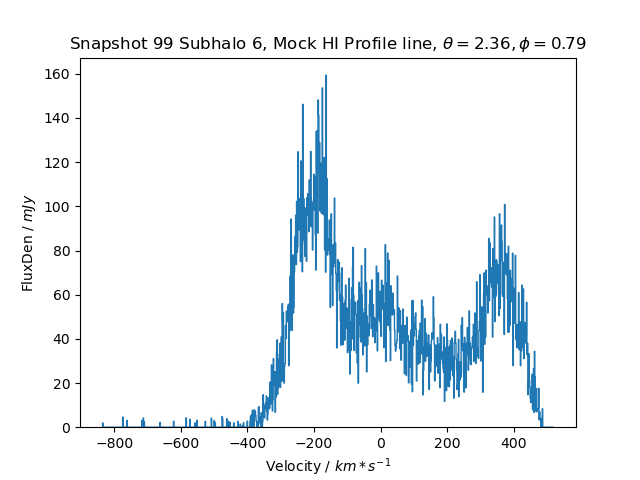 Snapshot 99 Subhalo 6, Mock HI Profile line, θ = 2.36, ϕ = 0.79
160
140
120
100
80
60
40
20
0
FluxDen / mJy
−800 −600 −400 −200 0 200 400
Velocity / km * s⁻¹